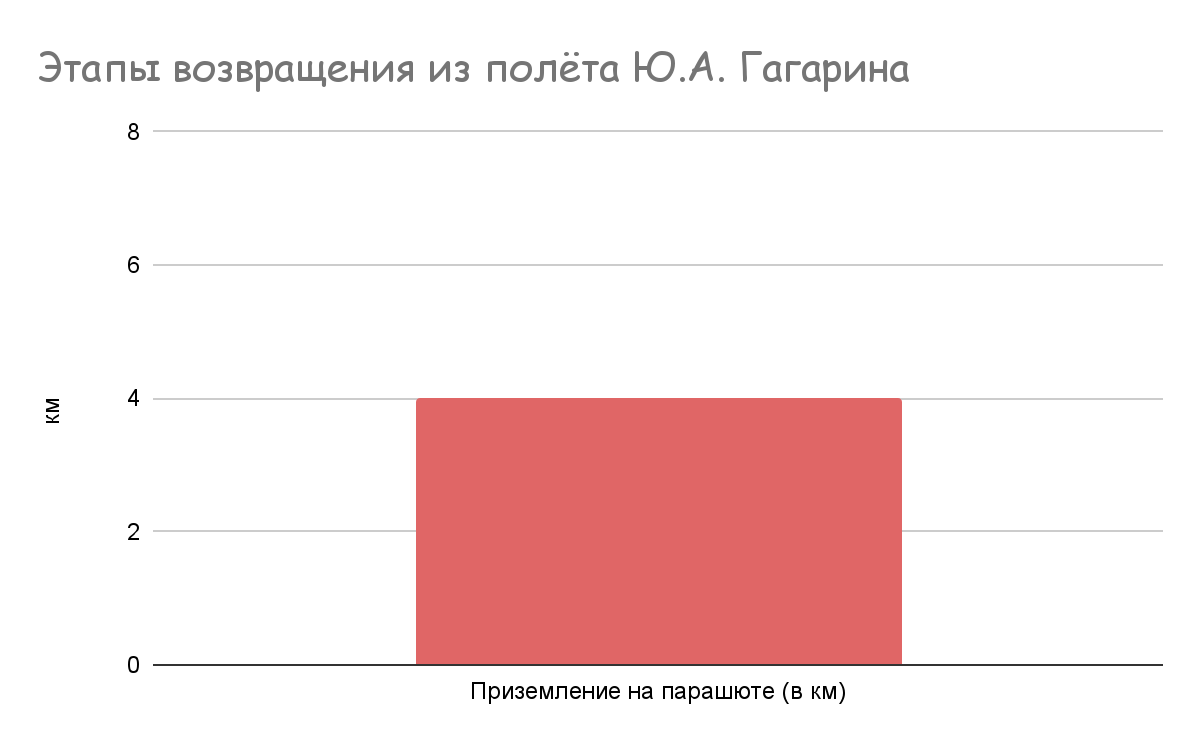 Этапы возвращения из полёта Ю.А. Гагарина
8
6
км
4
2
0
Приземление на парашюте (в км)